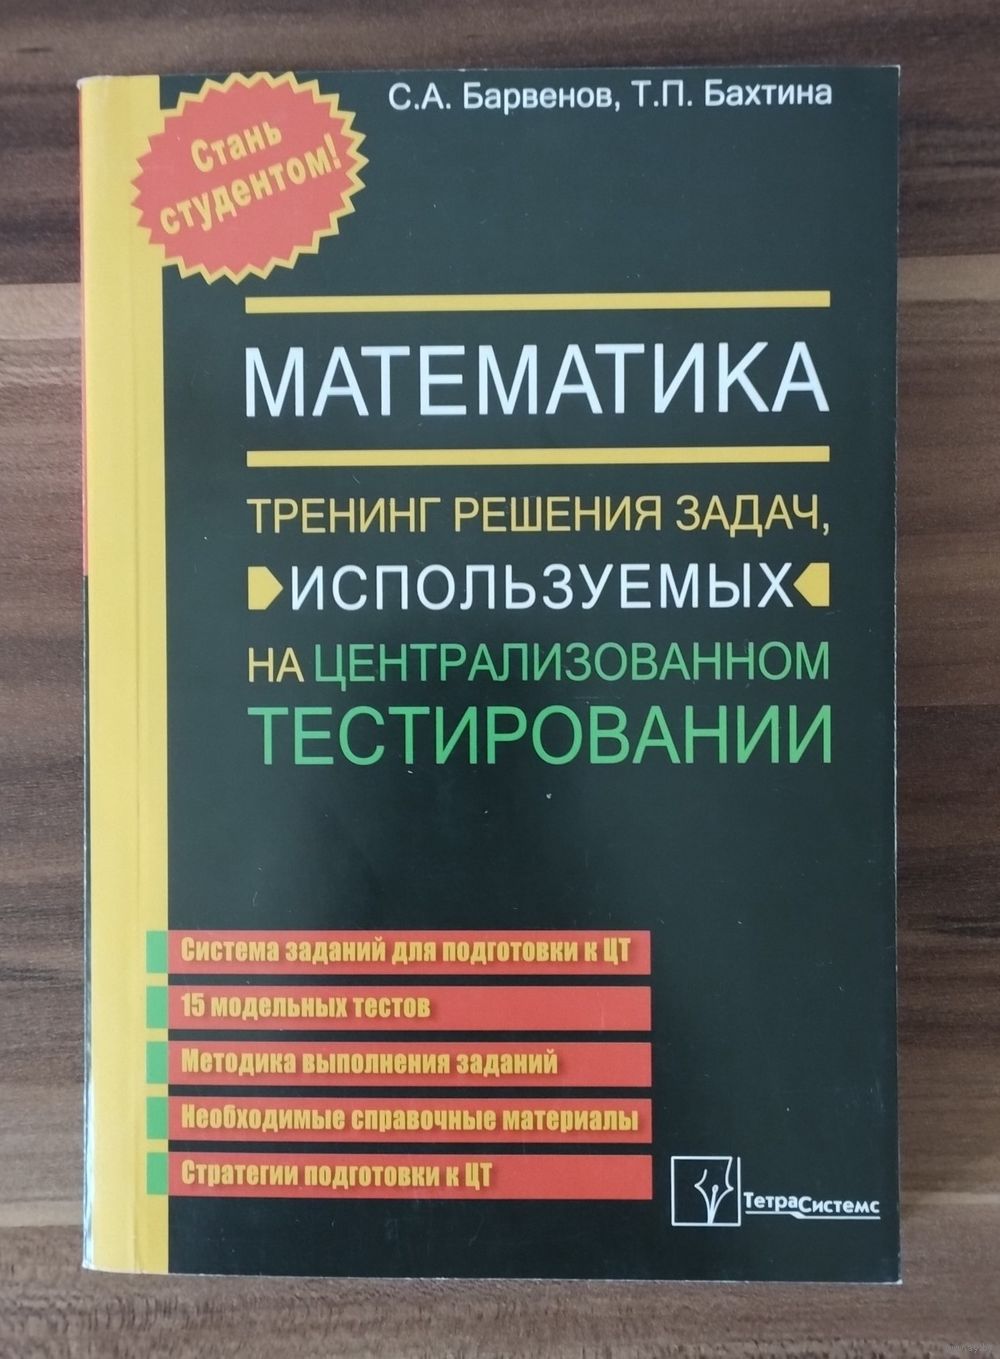 С.А. Барвенов, Т.П. Бахтина
Стань
студентом!
МАТЕМАТИКА
ТРЕНИНГ РЕШЕНИЯ ЗАДАЧ,
ИСПОЛЬЗУЕМЫХ
НА ЦЕНТРАЛИЗОВАННОМ
ТЕСТИРОВАНИИ
Система заданий для подготовки к ЦТ
15 модельных тестов
Методика выполнения заданий
Необходимые справочные материалы
Стратегии подготовки к ЦТ
ТетраСистемс